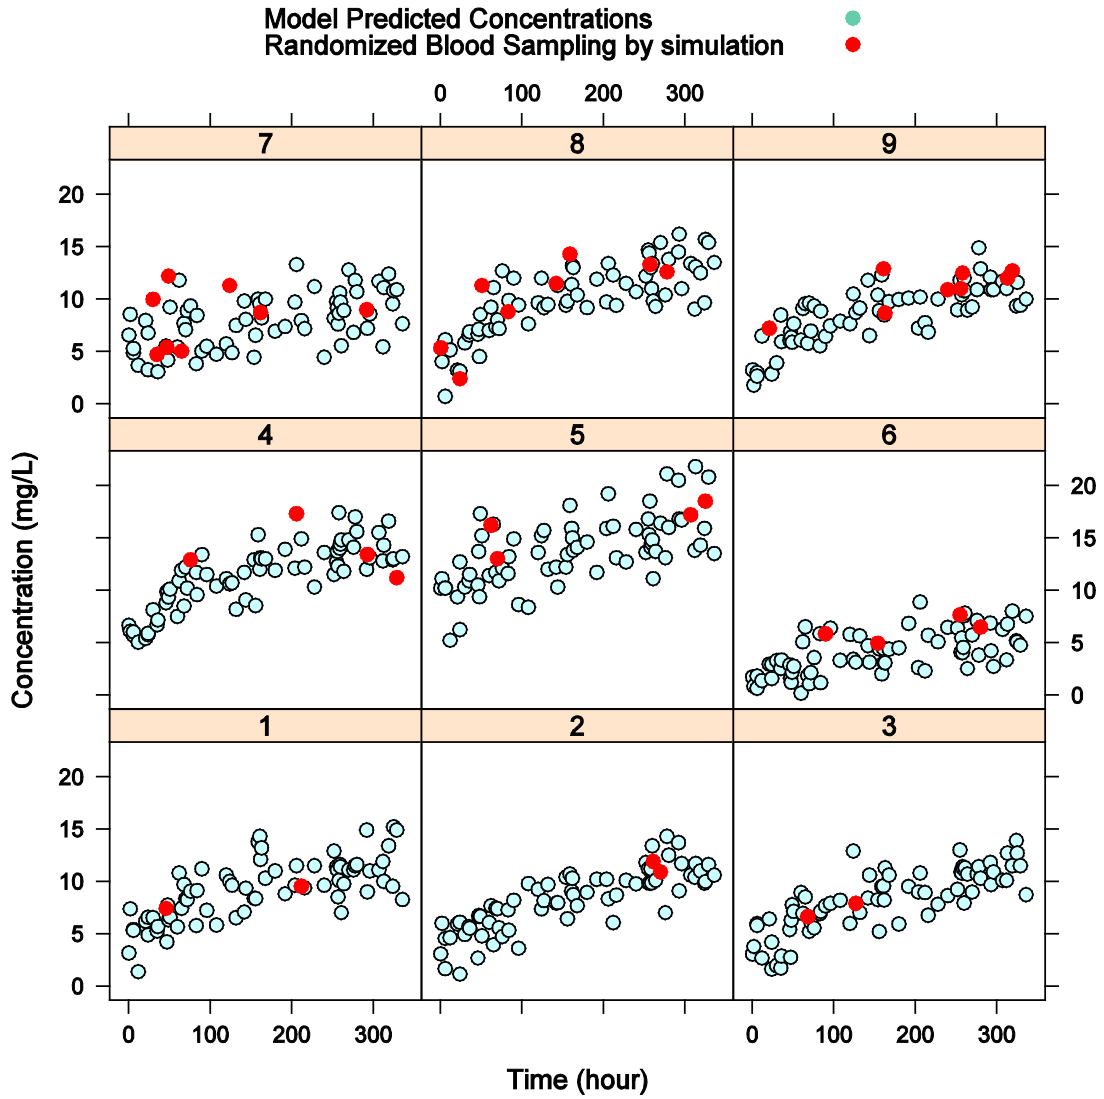 Model Predicted Concentrations
Randomized Blood Sampling by simulation
0 100 200 300
7 8 9
20
15
10
5
0
4 5 6
20
15
10
5
0
1 2 3
20
15
10
5
0
0 100 200 300 0 100 200 300
Concentration (mg/L)
Time (hour)